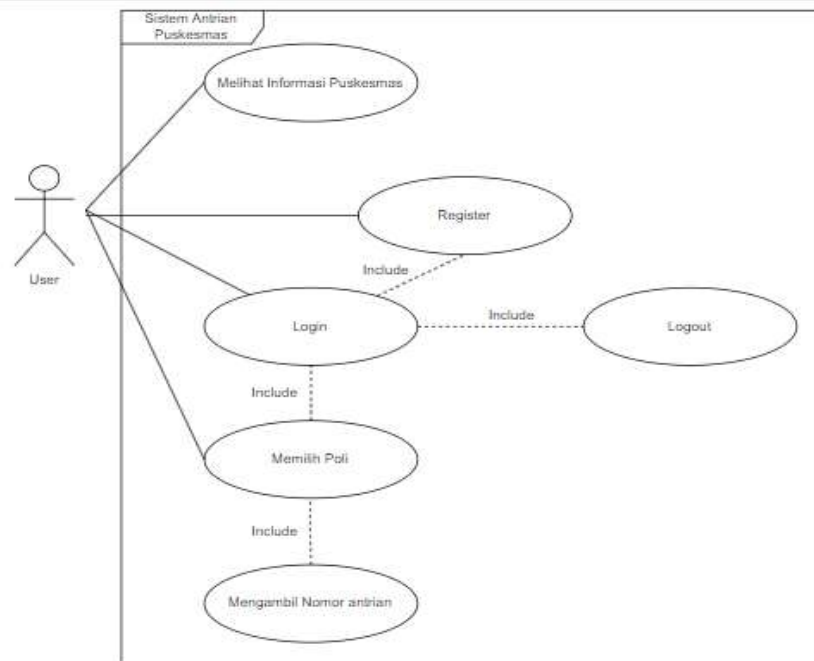 Sistem Antrian
Puskesmas
Melihat Informasi Puskesmas
Register
User
Include
Login
Include
Logout
Include
Memilih Poli
Include
Mengambil Nomor antrian